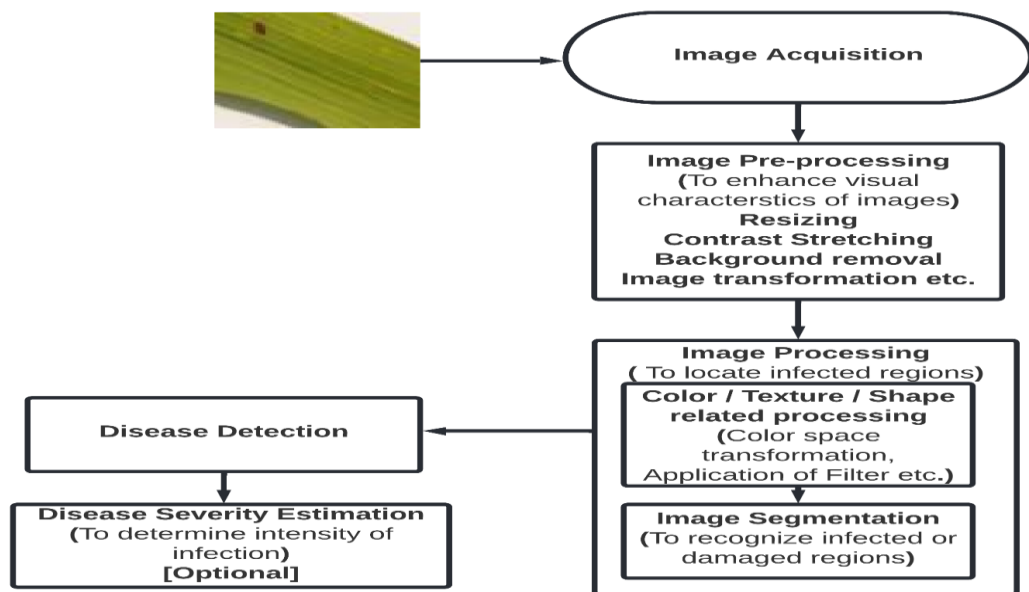 Image Acquisition
Image Pre-processing
(To enhance visual
characterstics of images)
Resizing
Contrast Stretching
Background removal
Image transformation etc.
Image Processing
( To locate infected regions)
Color / Texture / Shape
related processing
(Color space
transformation,
Application of Filter etc.)
Image Segmentation
(To recognize infected or
damaged regions)
Disease Detection
Disease Severity Estimation
(To determine intensity of
infection)
[Optional]